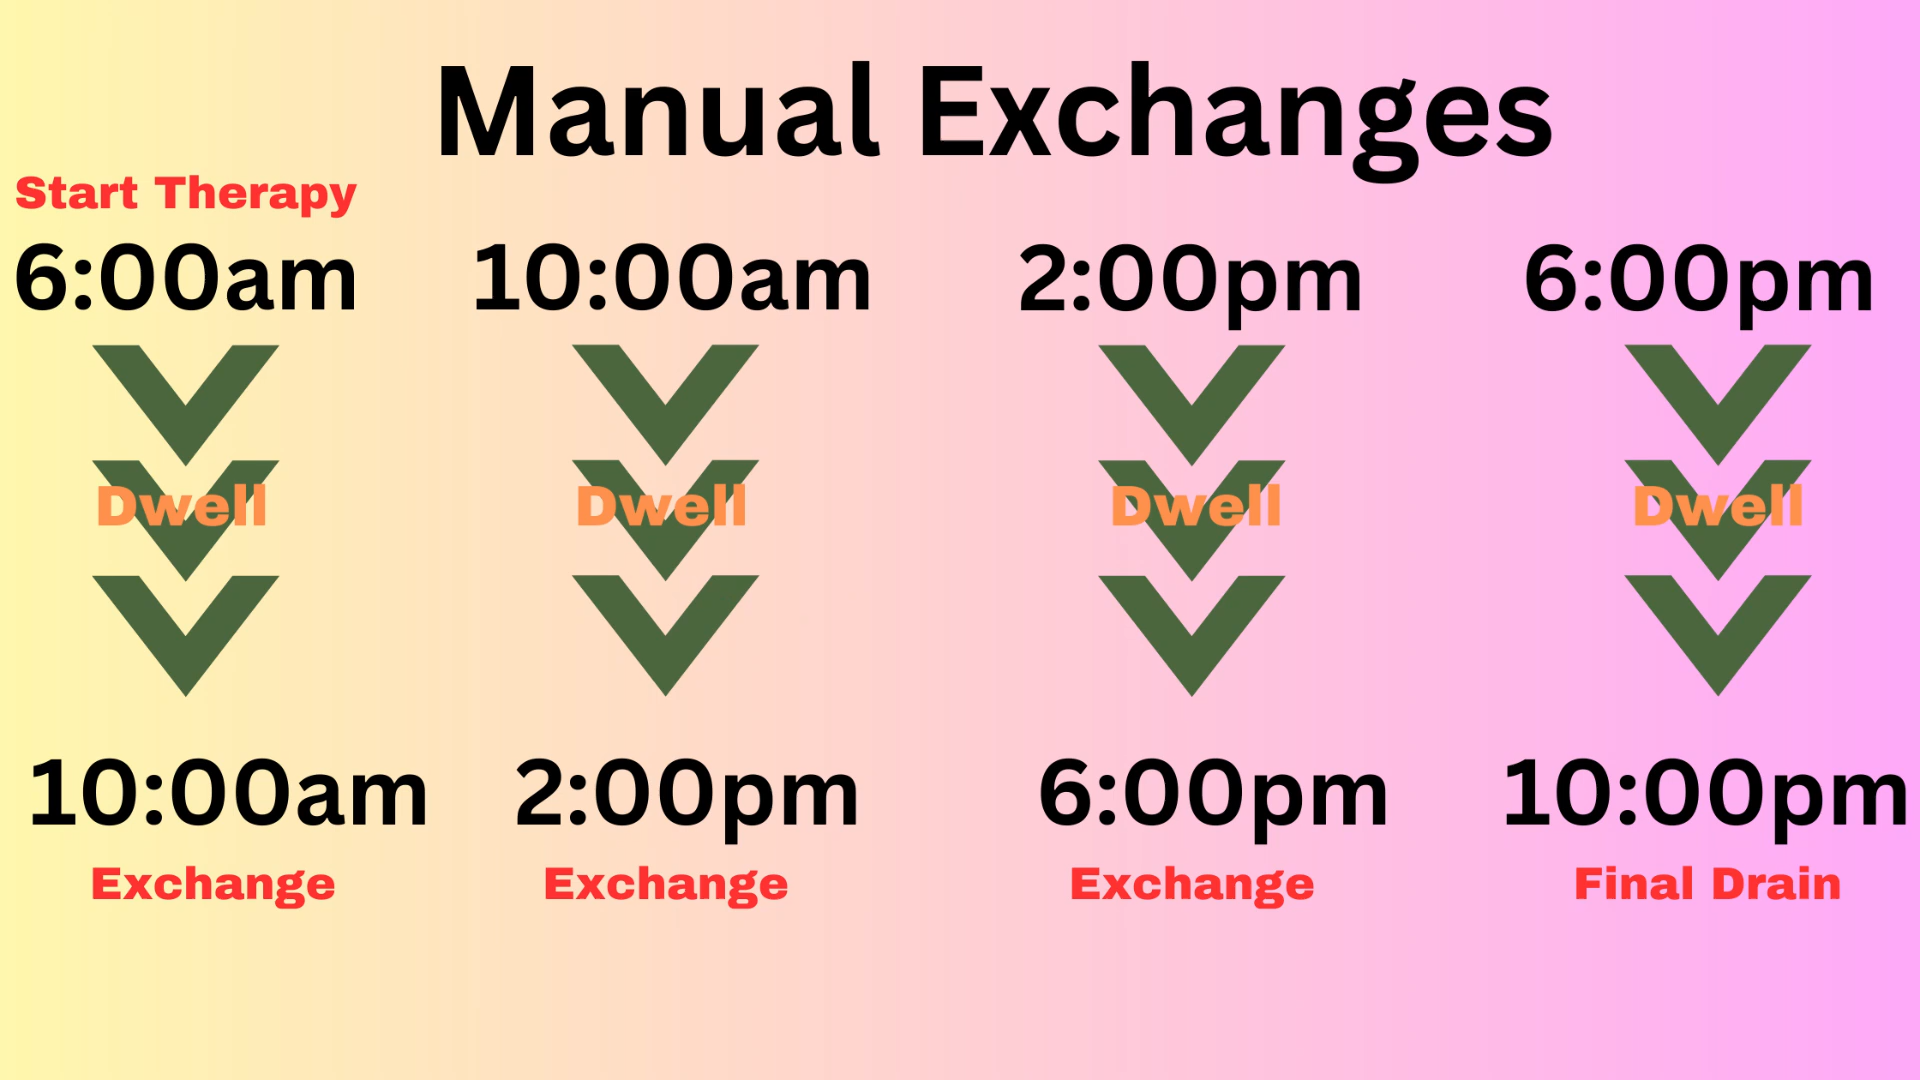 Manual Exchanges
Start Therapy
6:00am 10:00am 2:00pm 6:00pm
Dwell Dwell Dwell Dwell
10:00am 2:00pm 6:00pm 10:00pm
Exchange Exchange Exchange Final Drain